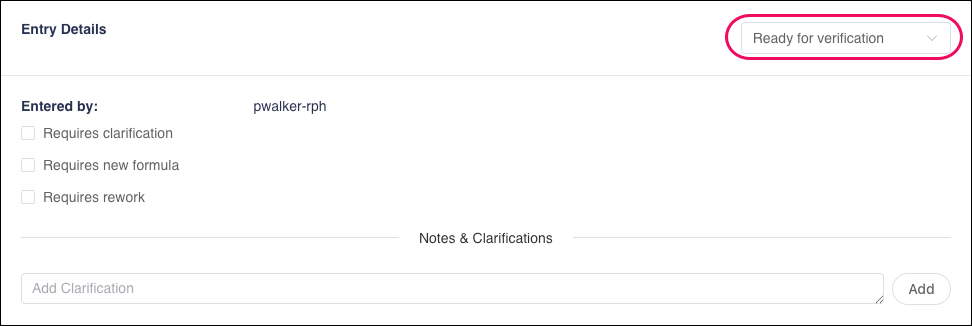 Entry Details
Ready for verification
Entered by: pwalker-rph
Requires clarification
Requires new formula
Requires rework
Notes & Clarifications
Add Clarification
Add